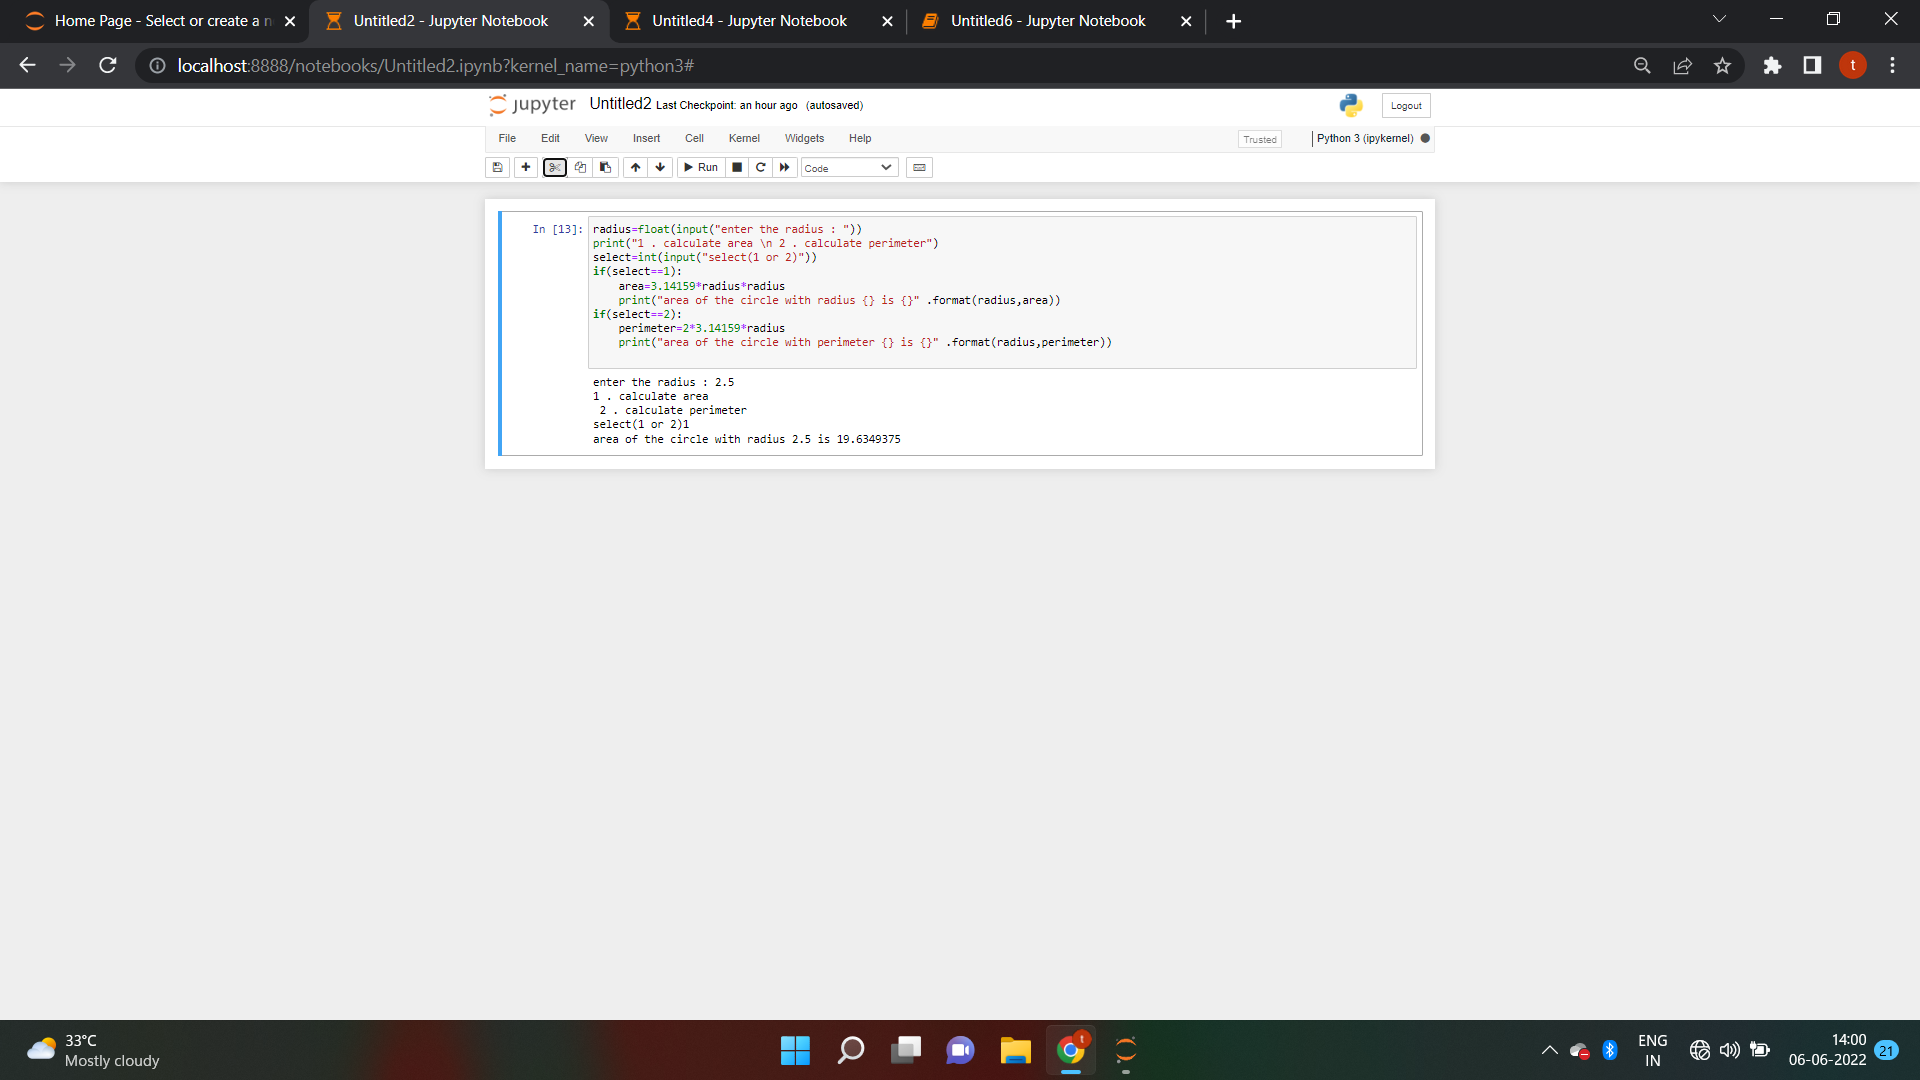 Home Page - Select or create a n
Untitled2 - Jupyter Notebook
Untitled4 - Jupyter Notebook
Untitled6 - Jupyter Notebook
localhost:8888/notebooks/Untitled2.ipynb?kernel_name=python3#
t
jupyter Untitled2 Last Checkpoint: an hour ago (autosaved)
Logout
File Edit View Insert Cell Kernel Widgets Help
Trusted
Python 3 (ipykernel)
Run
Code
In [13]:
radius=float(input("enter the radius : "))
print("1 . calculate area \n 2 . calculate perimeter")
select=int(input("select(1 or 2)"))
if(select==1):
    area=3.14159*radius*radius
    print("area of the circle with radius {} is {}" .format(radius,area))
if(select==2):
    perimeter=2*3.14159*radius
    print("area of the circle with perimeter {} is {}" .format(radius,perimeter))
enter the radius : 2.5
1 . calculate area
 2 . calculate perimeter
select(1 or 2)1
area of the circle with radius 2.5 is 19.6349375
33°C
Mostly cloudy
t
ENG
IN
14:00
06-06-2022
21